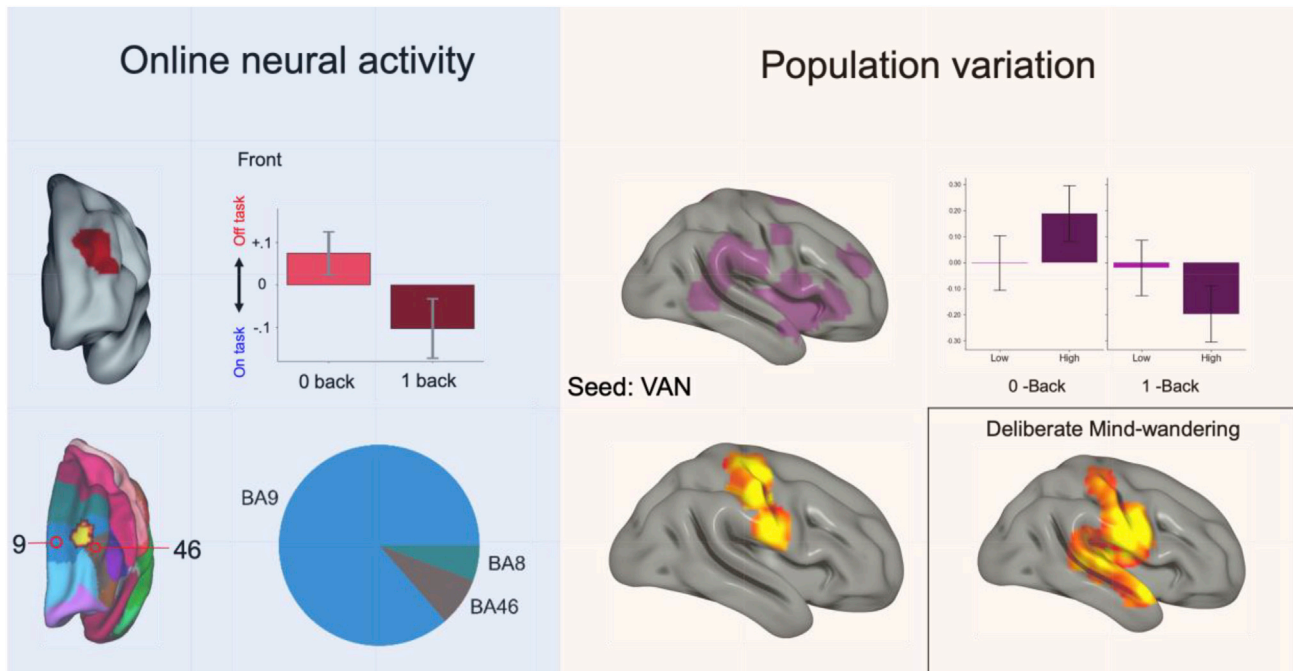 Online neural activity
Population variation
Front
Off task
On task
+.1
0
-.1
0 back
1 back
0.30
0.20
0.10
0.00
-0.10
-0.20
-0.30
Low
High
Low
High
0 -Back
1 -Back
Seed: VAN
9
46
BA9
BA8
BA46
Deliberate Mind-wandering